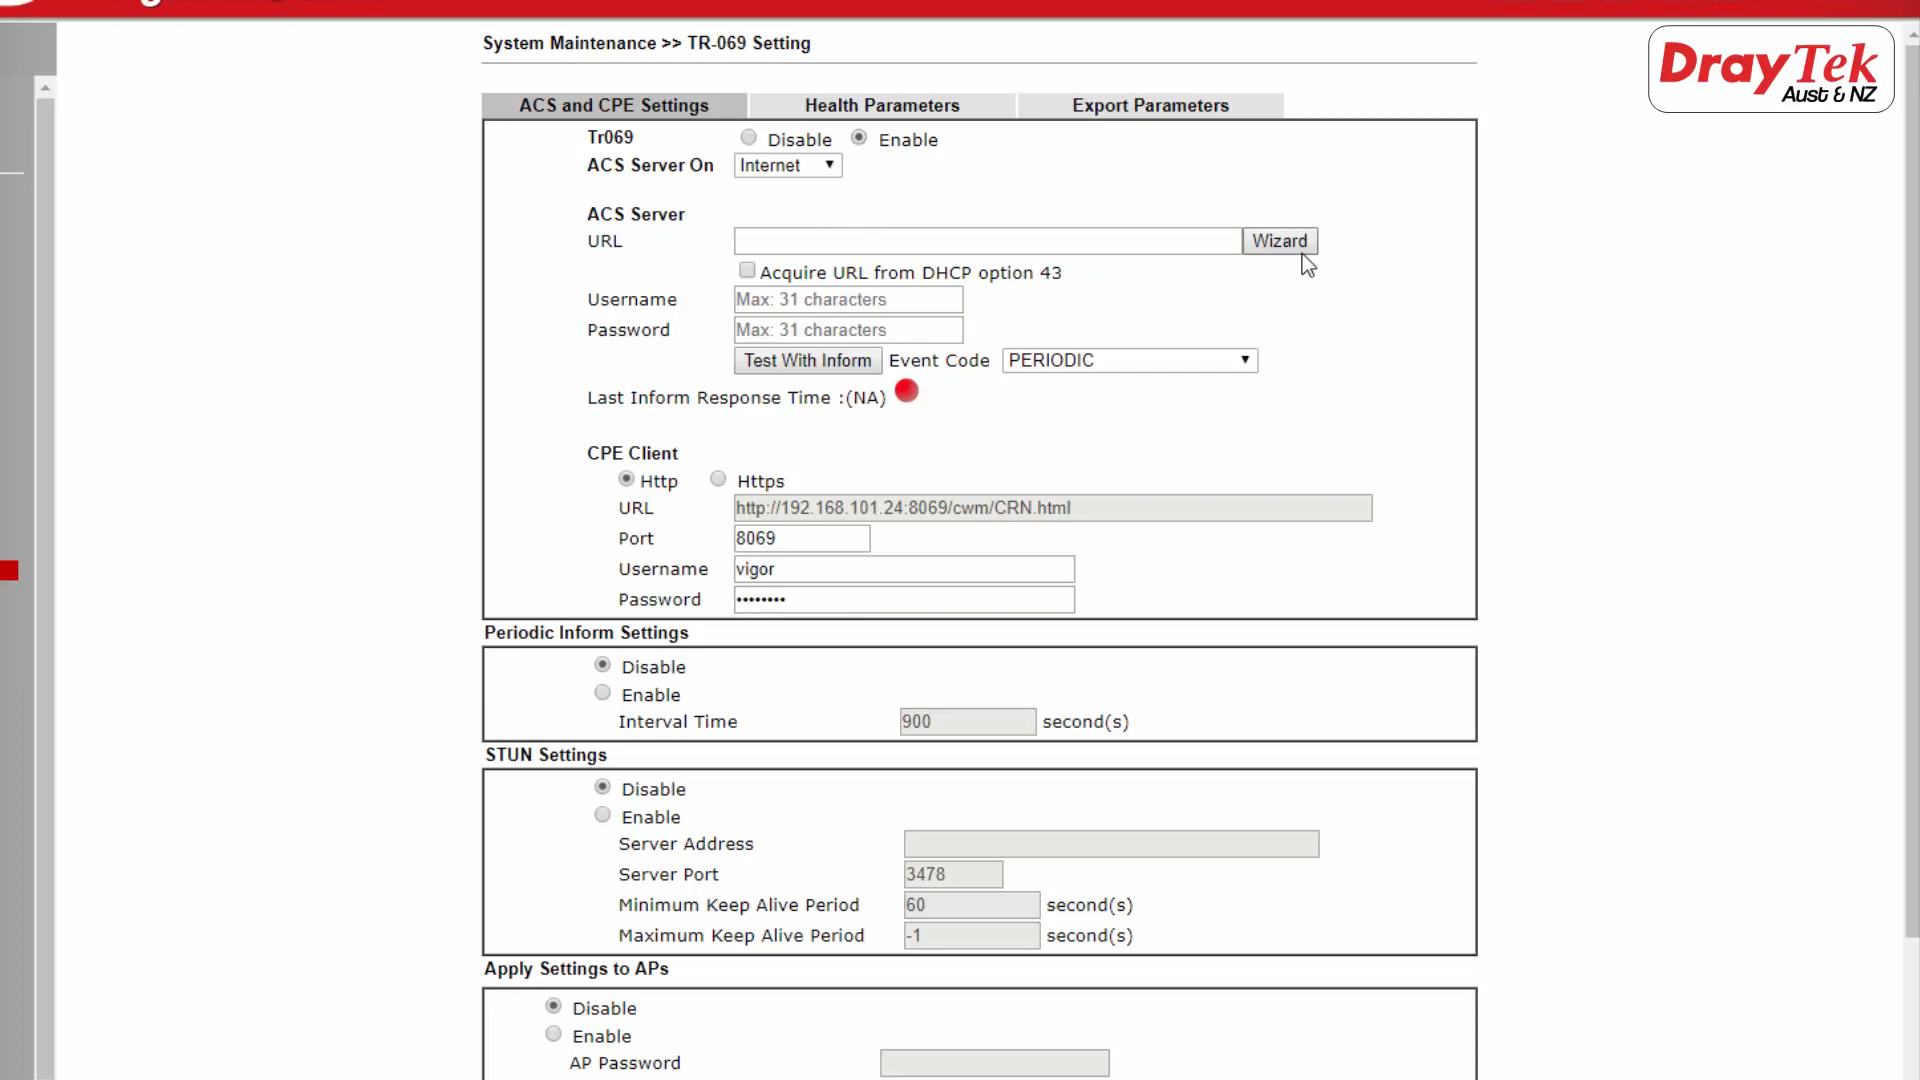 System Maintenance >> TR-069 Setting
DrayTek
Aust & NZ
ACS and CPE Settings Health Parameters Export Parameters
Tr069 Disable Enable
ACS Server On Internet
ACS Server
URL Wizard
Acquire URL from DHCP option 43
Username Max: 31 characters
Password Max: 31 characters
Test With Inform Event Code PERIODIC
Last Inform Response Time :(NA)
CPE Client
Http Https
URL http://192.168.101.24:8069/cwm/CRN.html
Port 8069
Username vigor
Password ••••••••
Periodic Inform Settings
Disable
Enable
Interval Time 900 second(s)
STUN Settings
Disable
Enable
Server Address
Server Port 3478
Minimum Keep Alive Period 60 second(s)
Maximum Keep Alive Period -1 second(s)
Apply Settings to APs
Disable
Enable
AP Password